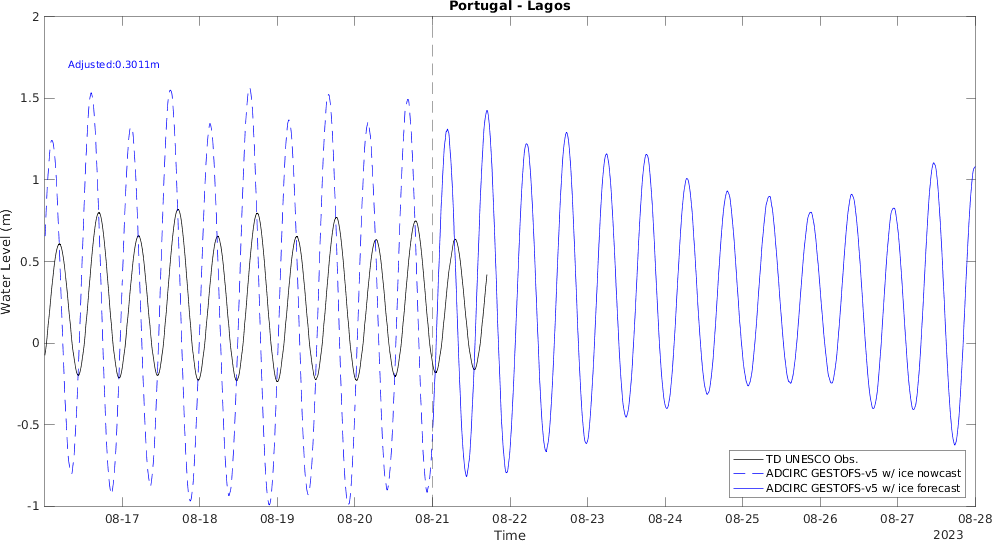 Portugal - Lagos
2
Adjusted:0.3011m
1.5
1
0.5
0
-0.5
-1
Water Level (m)
TD UNESCO Obs.
ADCIRC GESTOFS-v5 w/ ice nowcast
ADCIRC GESTOFS-v5 w/ ice forecast
08-17 08-18 08-19 08-20 08-21 08-22 08-23 08-24 08-25 08-26 08-27 08-28
Time
2023